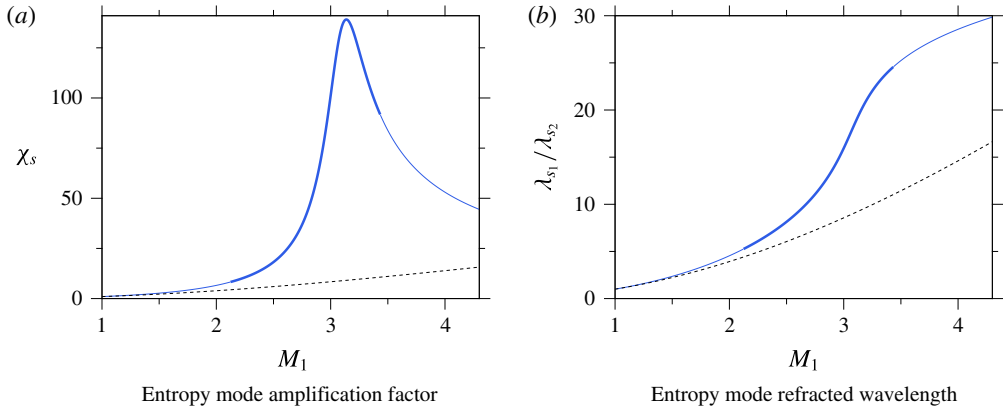 (a)
100
50
0
χs
1
2
3
4
M1
Entropy mode amplification factor
(b)
30
20
10
0
λs1/λs2
1
2
3
4
M1
Entropy mode refracted wavelength